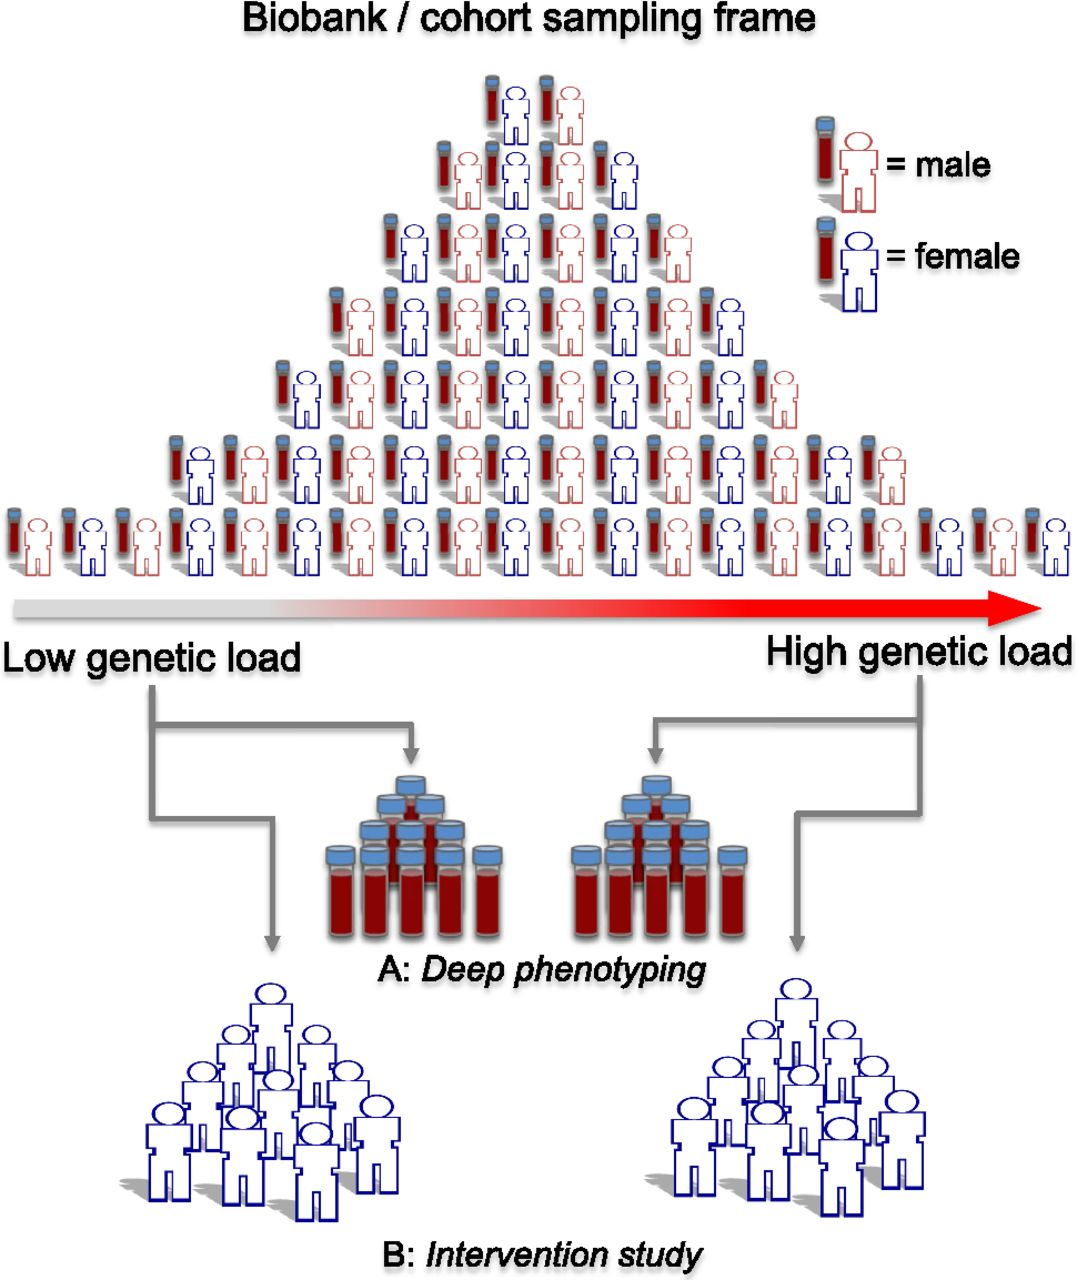 Biobank / cohort sampling frame
= male
= female
Low genetic load
High genetic load
A: Deep phenotyping
B: Intervention study